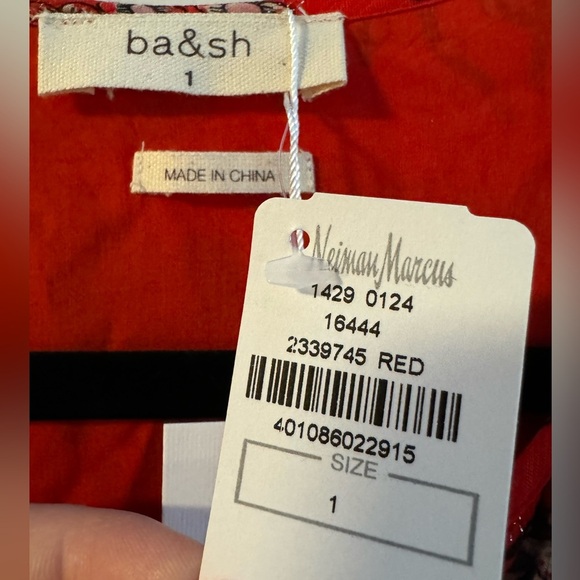 ba&sh
1
MADE IN CHINA
Neiman Marcus
1429 0124
16444
2339745 RED
401086022915
SIZE
1